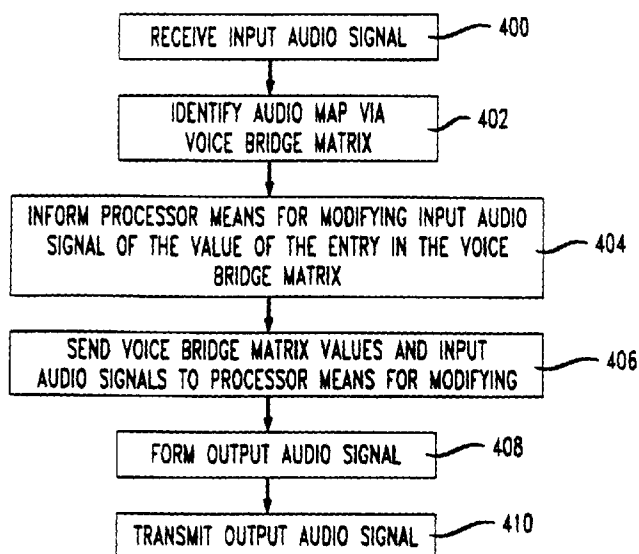 RECEIVE INPUT AUDIO SIGNAL
400
IDENTIFY AUDIO MAP VIA
VOICE BRIDGE MATRIX
402
INFORM PROCESSOR MEANS FOR MODIFYING INPUT AUDIO
SIGNAL OF THE VALUE OF THE ENTRY IN THE VOICE
BRIDGE MATRIX
404
SEND VOICE BRIDGE MATRIX VALUES AND INPUT
AUDIO SIGNALS TO PROCESSOR MEANS FOR MODIFYING
406
FORM OUTPUT AUDIO SIGNAL
408
TRANSMIT OUTPUT AUDIO SIGNAL
410